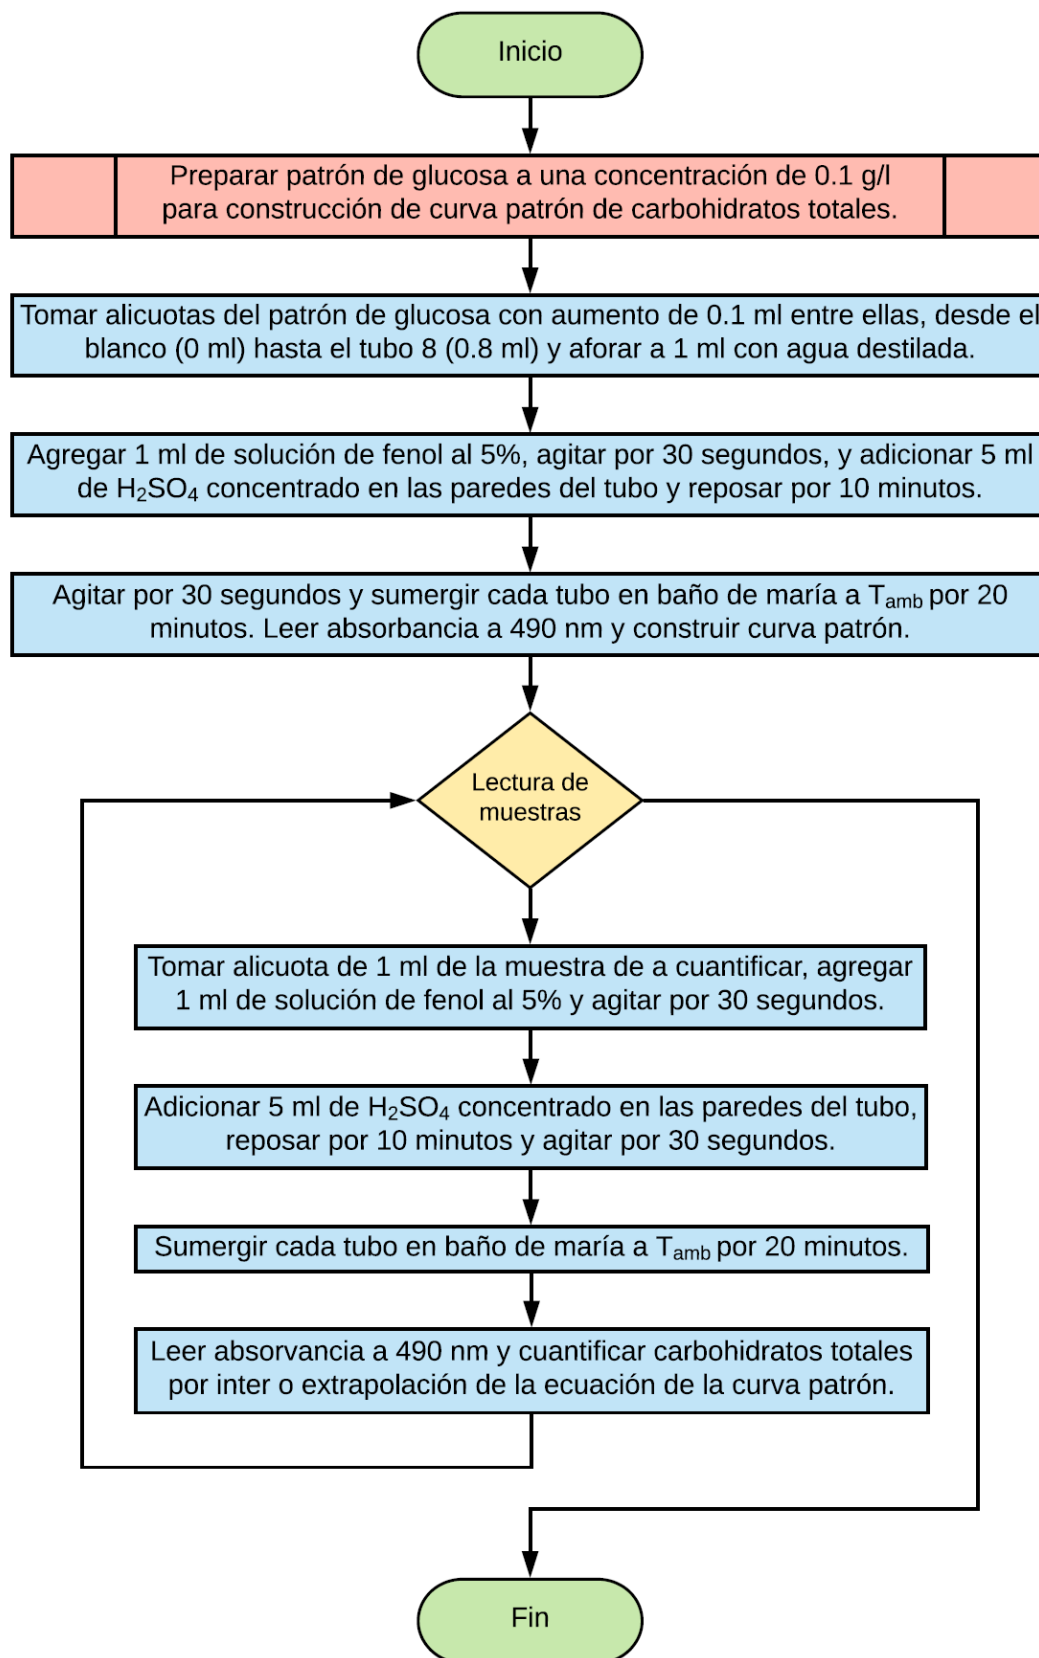 Inicio
Preparar patrón de glucosa a una concentración de 0.1 g/l
para construcción de curva patrón de carbohidratos totales.
Tomar alicuotas del patrón de glucosa con aumento de 0.1 ml entre ellas, desde el
blanco (0 ml) hasta el tubo 8 (0.8 ml) y aforar a 1 ml con agua destilada.
Agregar 1 ml de solución de fenol al 5%, agitar por 30 segundos, y adicionar 5 ml
de H₂SO₄ concentrado en las paredes del tubo y reposar por 10 minutos.
Agitar por 30 segundos y sumergir cada tubo en baño de maría a Tamb por 20
minutos. Leer absorbancia a 490 nm y construir curva patrón.
Lectura de
muestras
Tomar alicuota de 1 ml de la muestra de a cuantificar, agregar
1 ml de solución de fenol al 5% y agitar por 30 segundos.
Adicionar 5 ml de H₂SO₄ concentrado en las paredes del tubo,
reposar por 10 minutos y agitar por 30 segundos.
Sumergir cada tubo en baño de maría a Tamb por 20 minutos.
Leer absorvancia a 490 nm y cuantificar carbohidratos totales
por inter o extrapolación de la ecuación de la curva patrón.
Fin